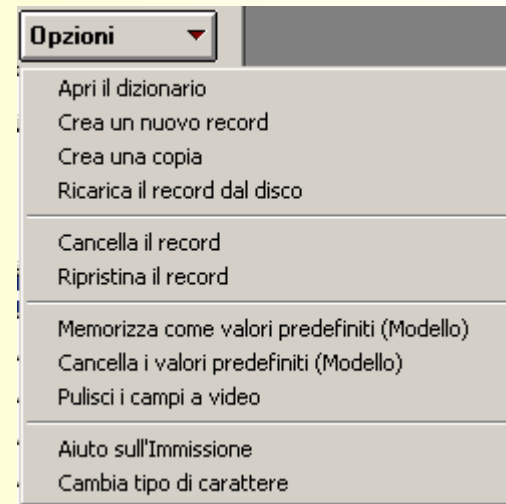 Opzioni
Apri il dizionario
Crea un nuovo record
Crea una copia
Ricarica il record dal disco
Cancella il record
Ripristina il record
Memorizza come valori predefiniti (Modello)
Cancella i valori predefiniti (Modello)
Pulisci i campi a video
Aiuto sull'Immissione
Cambia tipo di carattere